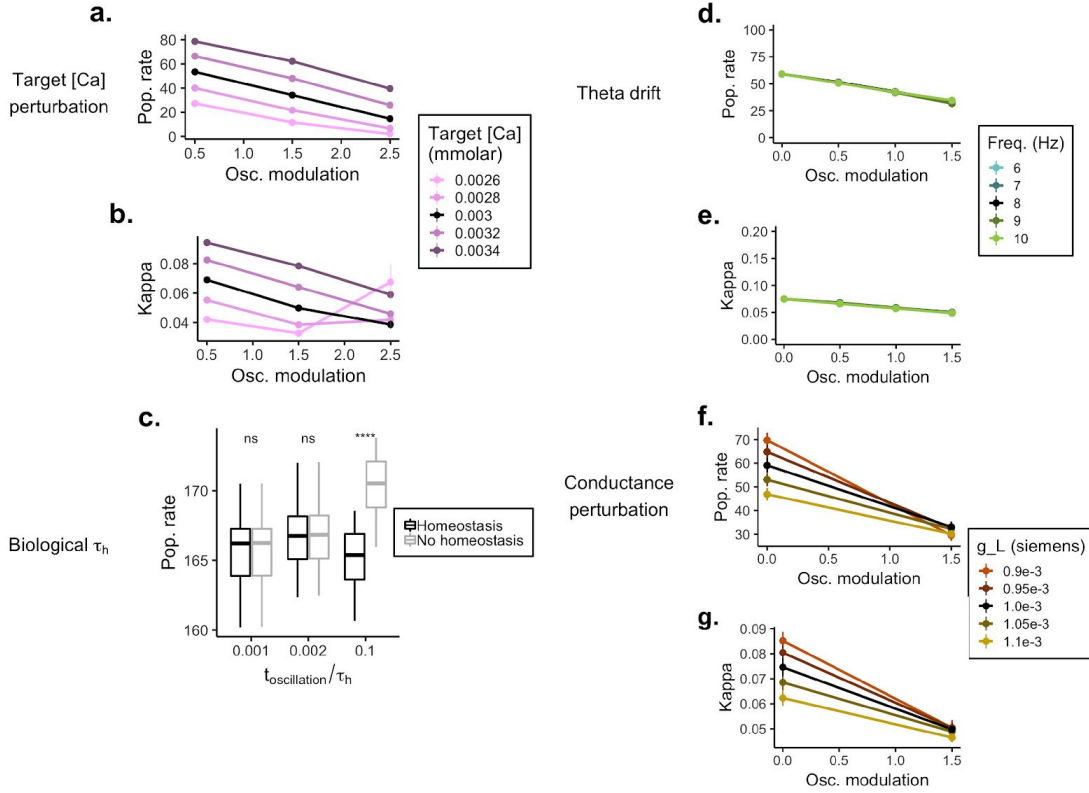 a.
Target [Ca]
perturbation
Pop. rate
80
60
40
20
0
0.5 1.0 1.5 2.0 2.5
Osc. modulation
Target [Ca]
(mmolar)
0.0026
0.0028
0.003
0.0032
0.0034
b.
Kappa
0.08
0.06
0.04
0.5 1.0 1.5 2.0 2.5
Osc. modulation
c.
Biological τh
Pop. rate
ns ns ****
170
165
160
0.001 0.002 0.1
toscillation/τh
Homeostasis
No homeostasis
d.
Theta drift
Pop. rate
100
75
50
25
0
0.0 0.5 1.0 1.5
Osc. modulation
Freq. (Hz)
6
7
8
9
10
e.
Kappa
0.20
0.15
0.10
0.05
0.00
0.0 0.5 1.0 1.5
Osc. modulation
f.
Conductance
perturbation
Pop. rate
70
60
50
40
30
0.0 0.5 1.0 1.5
Osc. modulation
g_L (siemens)
0.9e-3
0.95e-3
1.0e-3
1.05e-3
1.1e-3
g.
Kappa
0.09
0.08
0.07
0.06
0.05
0.0 0.5 1.0 1.5
Osc. modulation